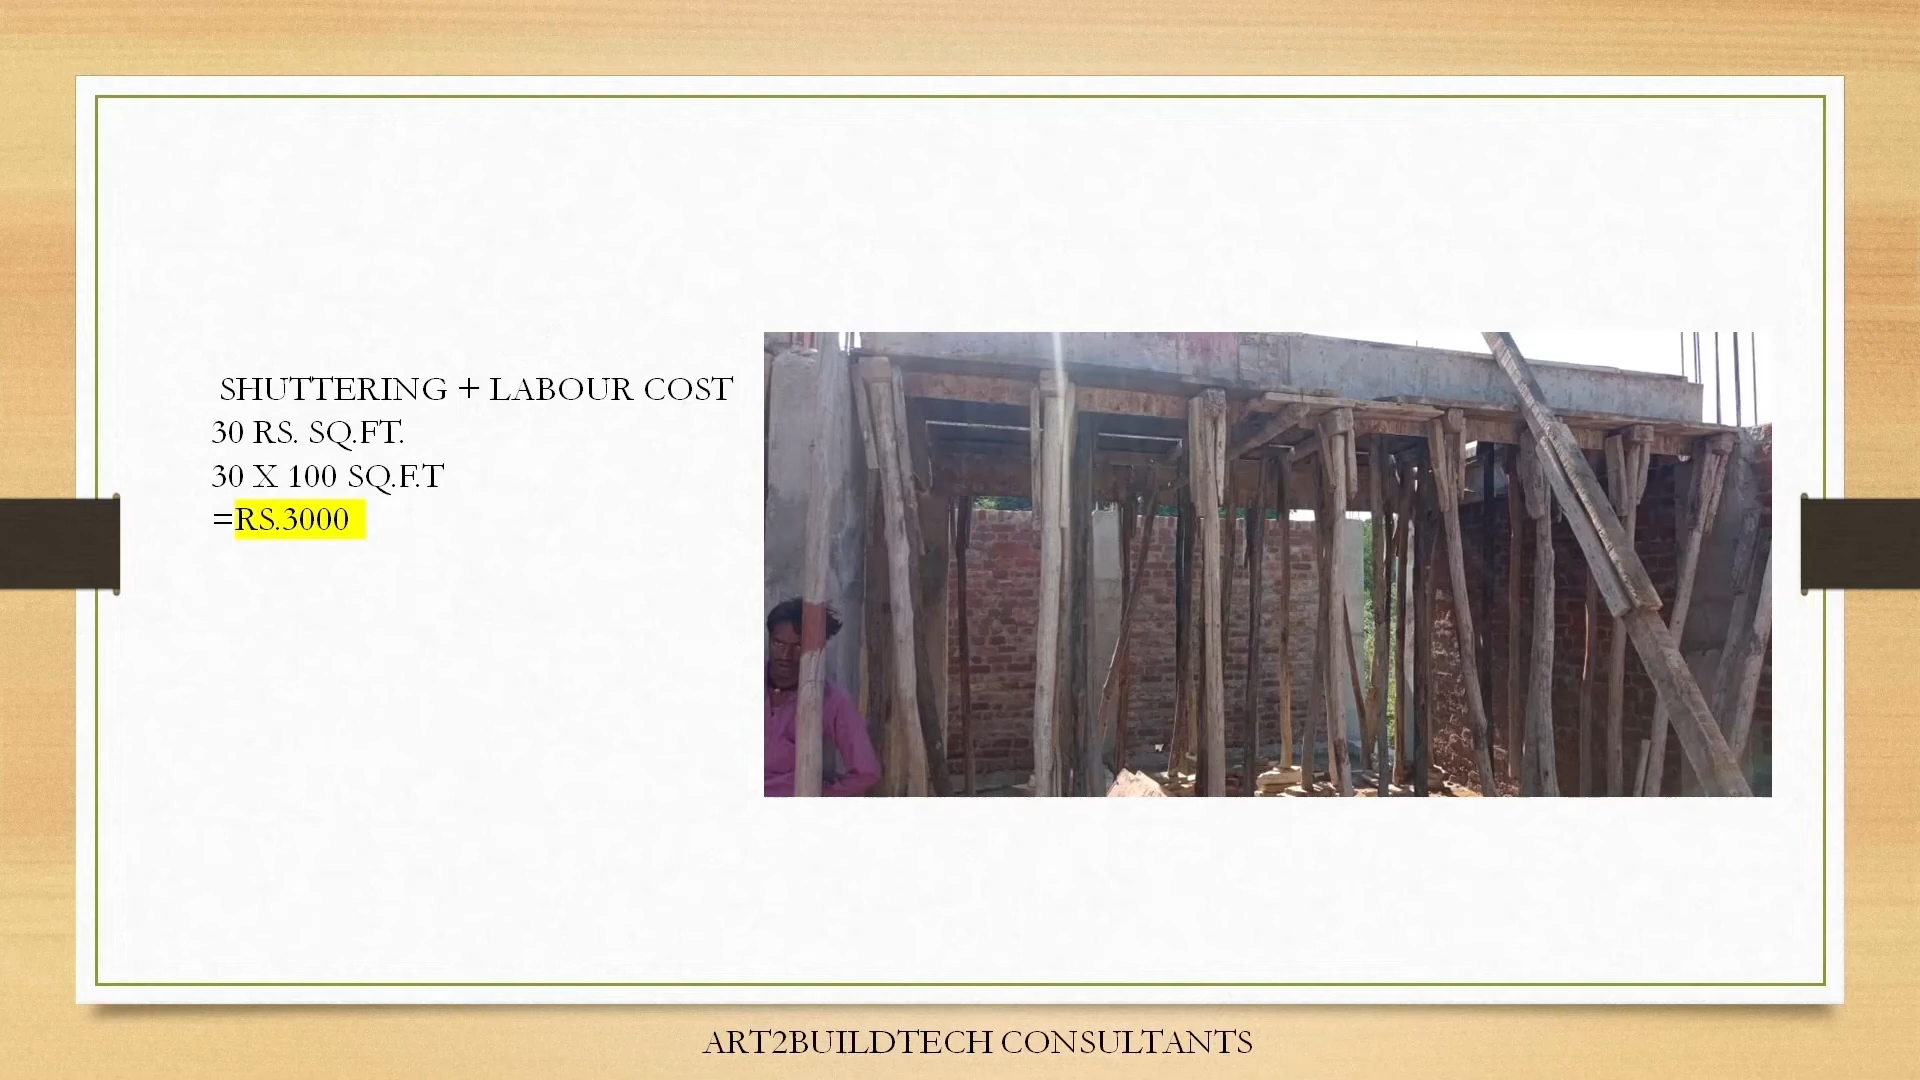 SHUTTERING + LABOUR COST
30 RS. SQ.FT.
30 X 100 SQ.F.T
=RS.3000
ART2BUILDTECH CONSULTANTS